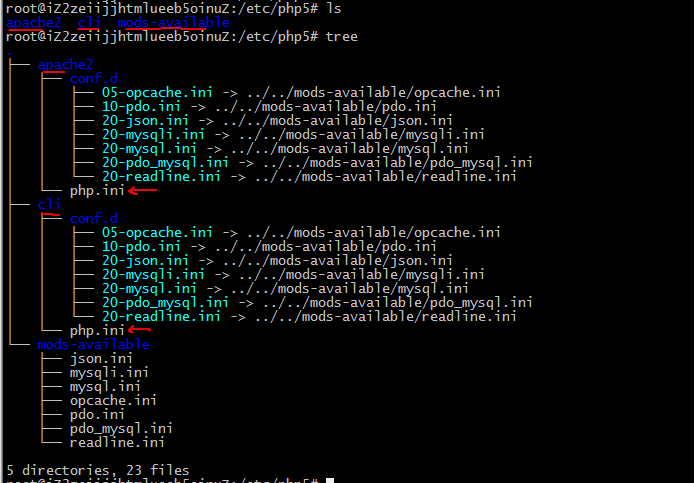 root@iZ2zeiijjhtmlueeb5oinuZ:/etc/php5# ls
apache2  cli  mods-available
root@iZ2zeiijjhtmlueeb5oinuZ:/etc/php5# tree
.
├── apache2
│   ├── conf.d
│   │   ├── 05-opcache.ini -> ../../mods-available/opcache.ini
│   │   ├── 10-pdo.ini -> ../../mods-available/pdo.ini
│   │   ├── 20-json.ini -> ../../mods-available/json.ini
│   │   ├── 20-mysqli.ini -> ../../mods-available/mysqli.ini
│   │   ├── 20-mysql.ini -> ../../mods-available/mysql.ini
│   │   ├── 20-pdo_mysql.ini -> ../../mods-available/pdo_mysql.ini
│   │   └── 20-readline.ini -> ../../mods-available/readline.ini
│   └── php.ini
├── cli
│   ├── conf.d
│   │   ├── 05-opcache.ini -> ../../mods-available/opcache.ini
│   │   ├── 10-pdo.ini -> ../../mods-available/pdo.ini
│   │   ├── 20-json.ini -> ../../mods-available/json.ini
│   │   ├── 20-mysqli.ini -> ../../mods-available/mysqli.ini
│   │   ├── 20-mysql.ini -> ../../mods-available/mysql.ini
│   │   ├── 20-pdo_mysql.ini -> ../../mods-available/pdo_mysql.ini
│   │   └── 20-readline.ini -> ../../mods-available/readline.ini
│   └── php.ini
└── mods-available
    ├── json.ini
    ├── mysqli.ini
    ├── mysql.ini
    ├── opcache.ini
    ├── pdo.ini
    ├── pdo_mysql.ini
    └── readline.ini

5 directories, 23 files
root@iZ2zeiijjhtmlueeb5oinuZ:/etc/php5#